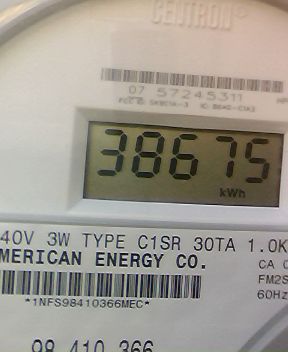 CENTRON®
07 57245311
38675
kWh
40V 3W TYPE C1SR 30TA 1.0K
MERICAN ENERGY CO.
CA
FM2S
60Hz
*1NFS98410366MEC*
98 410 366